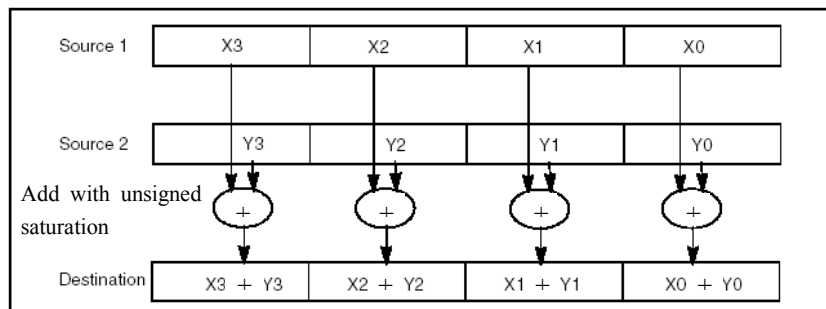 Source 1 X3 X2 X1 X0
Source 2 Y3 Y2 Y1 Y0
Add with unsigned
saturation
+ + + +
Destination X3 + Y3 X2 + Y2 X1 + Y1 X0 + Y0